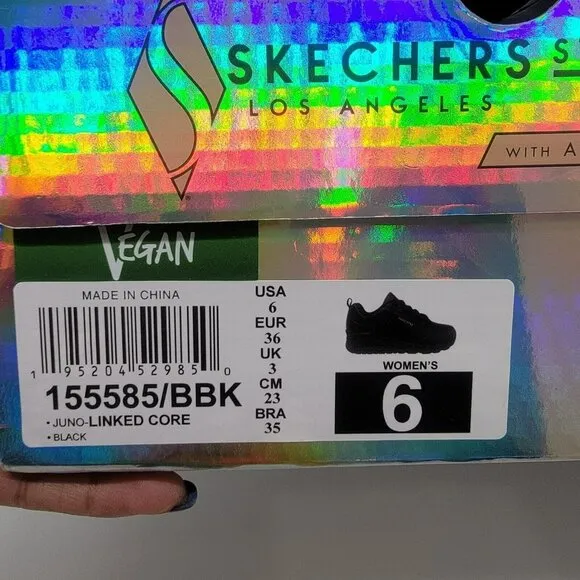 SKECHERS
LOS ANGELES
WITH
VEGAN
MADE IN CHINA
1 95204 52985 0
155585/BBK
• JUNO-LINKED CORE
• BLACK
USA
6
EUR
36
UK
3
CM
23
BRA
35
WOMEN'S
6